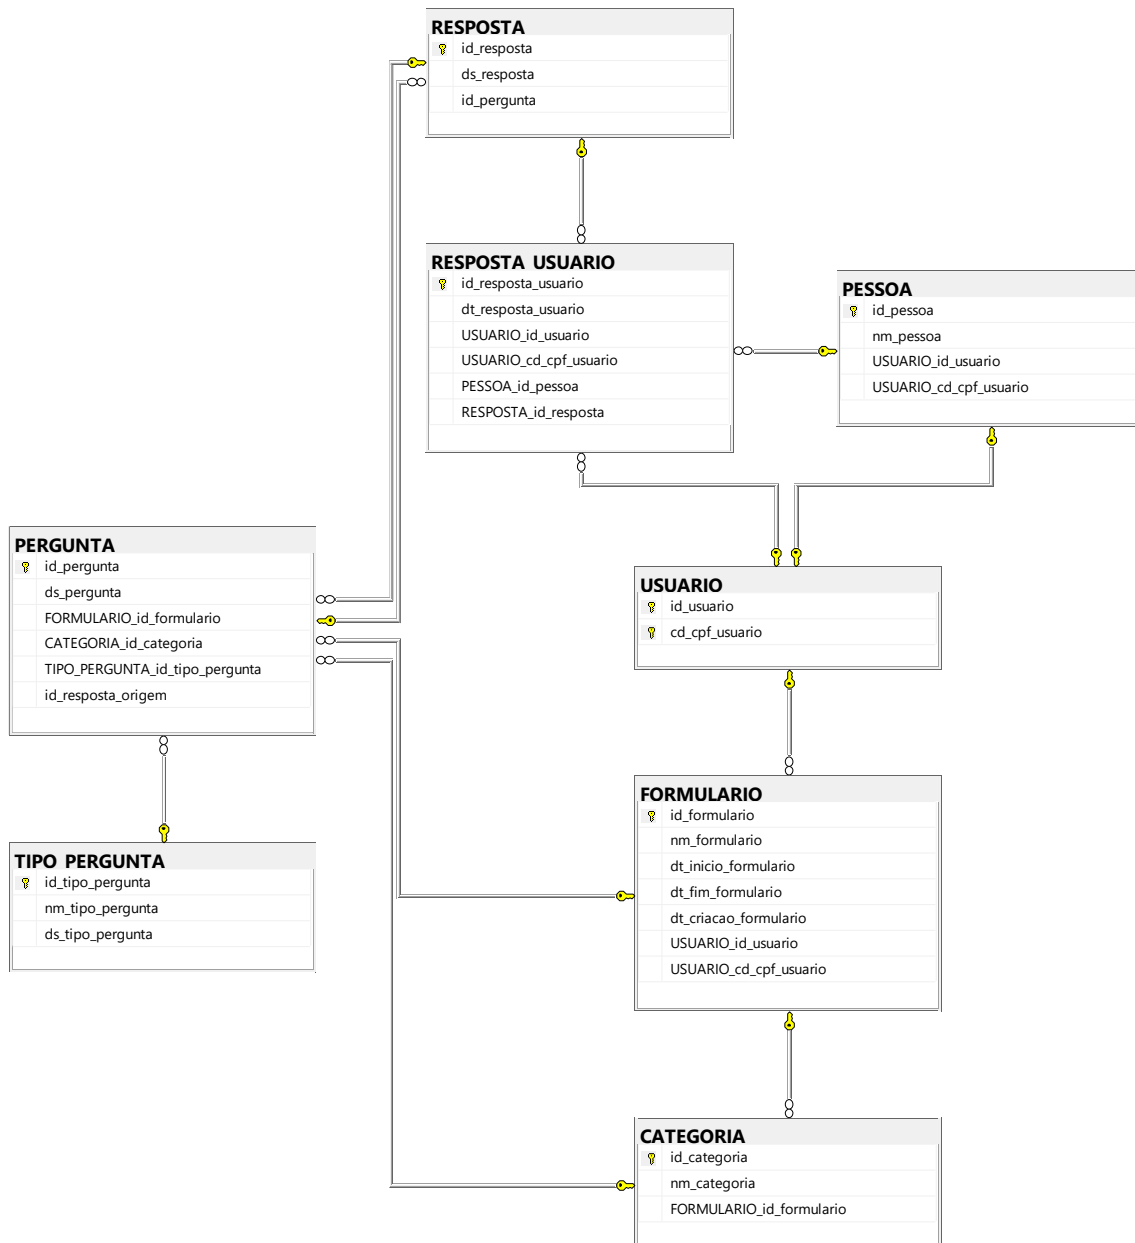 RESPOSTA
id_resposta
ds_resposta
id_pergunta
RESPOSTA_USUARIO
id_resposta_usuario
dt_resposta_usuario
USUARIO_id_usuario
USUARIO_cd_cpf_usuario
PESSOA_id_pessoa
RESPOSTA_id_resposta
PESSOA
id_pessoa
nm_pessoa
USUARIO_id_usuario
USUARIO_cd_cpf_usuario
PERGUNTA
id_pergunta
ds_pergunta
FORMULARIO_id_formulario
CATEGORIA_id_categoria
TIPO_PERGUNTA_id_tipo_pergunta
id_resposta_origem
USUARIO
id_usuario
cd_cpf_usuario
FORMULARIO
id_formulario
nm_formulario
dt_inicio_formulario
dt_fim_formulario
dt_criacao_formulario
USUARIO_id_usuario
USUARIO_cd_cpf_usuario
TIPO_PERGUNTA
id_tipo_pergunta
nm_tipo_pergunta
ds_tipo_pergunta
CATEGORIA
id_categoria
nm_categoria
FORMULARIO_id_formulario